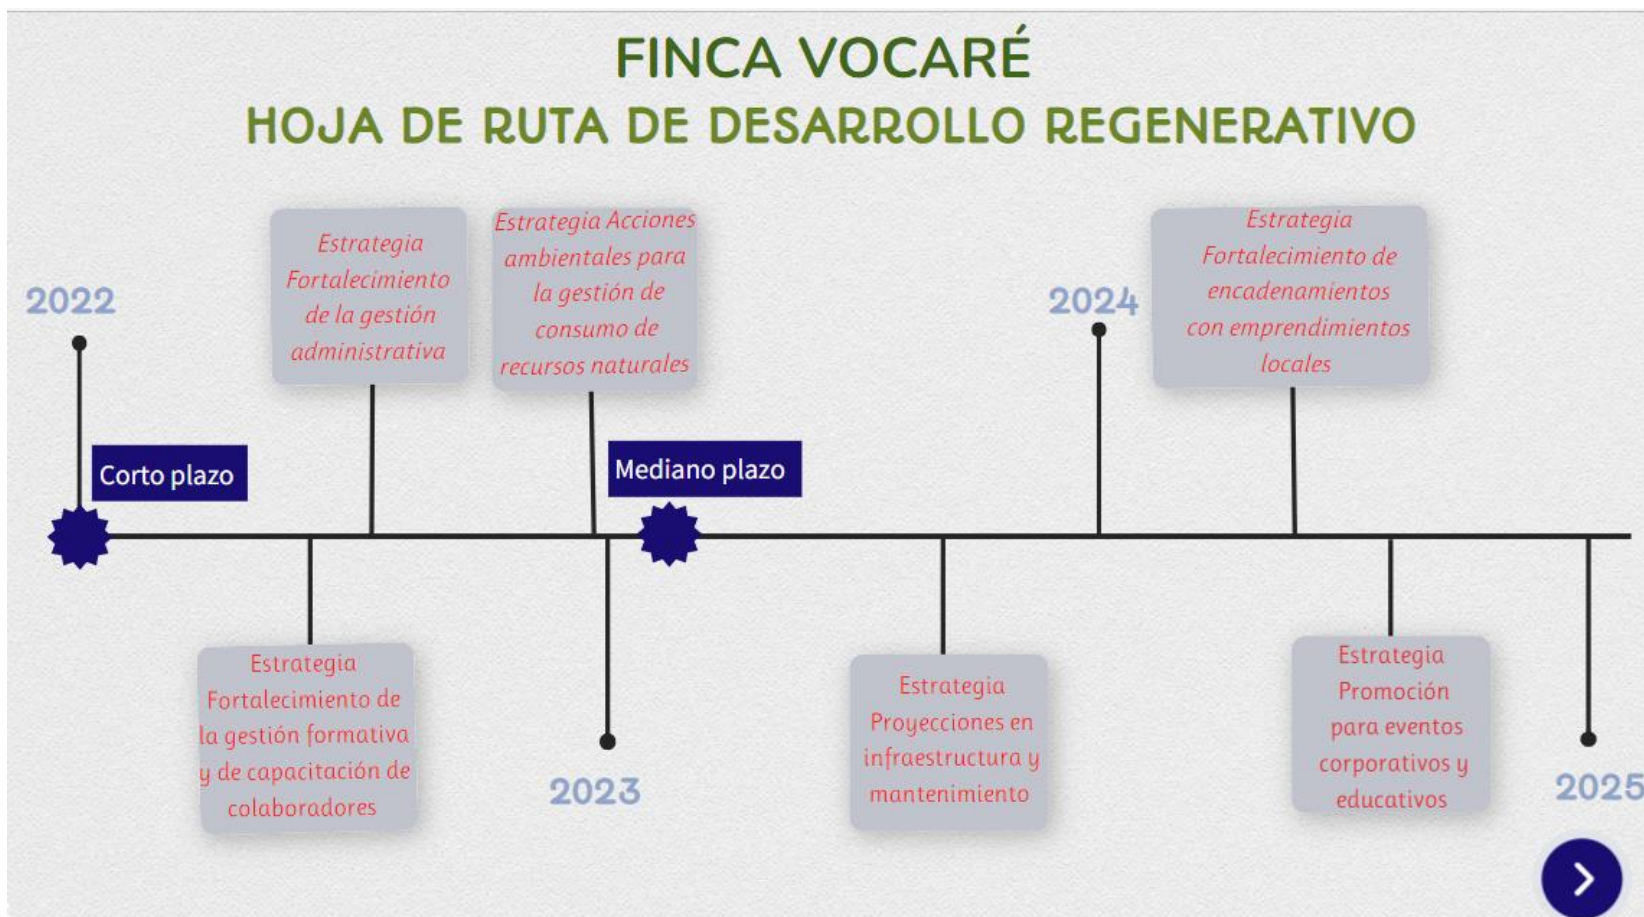 FINCA VOCARÉ
HOJA DE RUTA DE DESARROLLO REGENERATIVO
2022
Estrategia
Fortalecimiento
de la gestión
administrativa
Estrategia Acciones
ambientales para
la gestión de
consumo de
recursos naturales
2024
Estrategia
Fortalecimiento de
encadenamientos
con emprendimientos
locales
Corto plazo
Mediano plazo
Estrategia
Fortalecimiento de
la gestión formativa
y de capacitación de
colaboradores
2023
Estrategia
Proyecciones en
infraestructura y
mantenimiento
Estrategia
Promoción
para eventos
corporativos y
educativos
2025